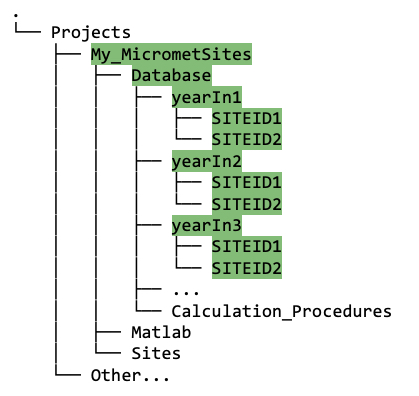 .
└── Projects
    ├── My_MicrometSites
    │   ├── Database
    │   │   ├── yearIn1
    │   │   │   ├── SITEID1
    │   │   │   └── SITEID2
    │   │   ├── yearIn2
    │   │   │   ├── SITEID1
    │   │   │   └── SITEID2
    │   │   ├── yearIn3
    │   │   │   ├── SITEID1
    │   │   │   └── SITEID2
    │   │   ├── ...
    │   │   └── Calculation_Procedures
    │   ├── Matlab
    │   └── Sites
    └── Other...